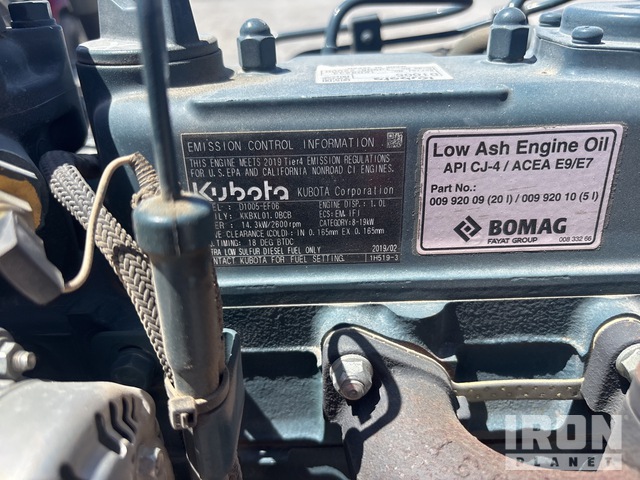 EMISSION CONTROL INFORMATION
THIS ENGINE MEETS 2019 Tier4 EMISSION REGULATIONS
FOR U.S.EPA AND CALIFORNIA NONROAD CI ENGINES.
Kubota KUBOTA Corporation
D1005-EF06 ENGINE DISP.: 1.0L
KKBXL01.0BCB ECS:EM, IFI
14.3kW/2600rpm CATEGORY: 8-19kW
CLEARANCE (COLD): IN 0.165mm EX 0.165mm
TIMING: 18 DEG BTDC
LOW SULFUR DIESEL FUEL ONLY 2019/02
CONTACT KUBOTA FOR FUEL SETTING. 1H519-3
Low Ash Engine Oil
API CJ-4 / ACEA E9/E7
Part No.:
009 920 09 (20 l) / 009 920 10 (5 l)
BOMAG
FAYAT GROUP
008 332 66
IRON
PLANET